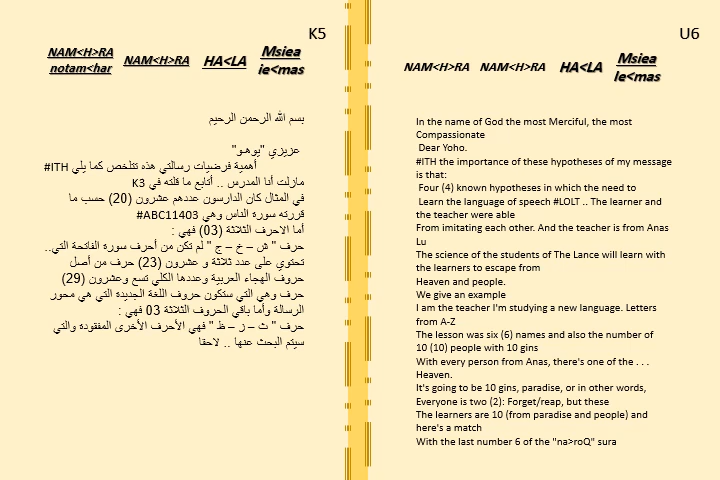 K5
NAM<H>RA
notam<har
NAM<H>RA
HA<LA
Msiea
ie<mas
بسم الله الرحمن الرحيم
عزيزي "يوهـو"
أهمية فرضيات رسالتي هذه تتلخص كما يلي ITH#
مازلت أنا المدرس .. أتابع ما قلته في K3
في المثال كان الدارسون عددهم عشرون (20) حسب ما
قررته سورة الناس وهي ABC11403#
أما الاحرف الثلاثة (03) فهي :
حرف " ش – خ – ج " لم تكن من أحرف سورة الفاتحة التي..
تحتوي على عدد ثلاثة و عشرون (23) حرف من أصل
حروف الهجاء العربية وعددها الكلي تسع وعشرون (29)
حرف وهي التي ستكون حروف اللغة الجديدة التي هي محور
الرسالة وأما باقي الحروف الثلاثة 03 فهي :
حرف " ث – ز – ظ " فهي الأحرف الأخرى المفقودة والتي
سيتم البحث عنها .. لاحقا
U6
NAM<H>RA
NAM<H>RA
HA<LA
Msiea
le<mas
In the name of God the most Merciful, the most
Compassionate
Dear Yoho.
#ITH the importance of these hypotheses of my message
is that:
Four (4) known hypotheses in which the need to
Learn the language of speech #LOLT .. The learner and
the teacher were able
From imitating each other. And the teacher is from Anas
Lu
The science of the students of The Lance will learn with
the learners to escape from
Heaven and people.
We give an example
I am the teacher I'm studying a new language. Letters
from A-Z
The lesson was six (6) names and also the number of
10 (10) people with 10 gins
With every person from Anas, there's one of the . . .
Heaven.
It's going to be 10 gins, paradise, or in other words,
Everyone is two (2): Forget/reap, but these
The learners are 10 (from paradise and people) and
here's a match
With the last number 6 of the "na>roQ" sura